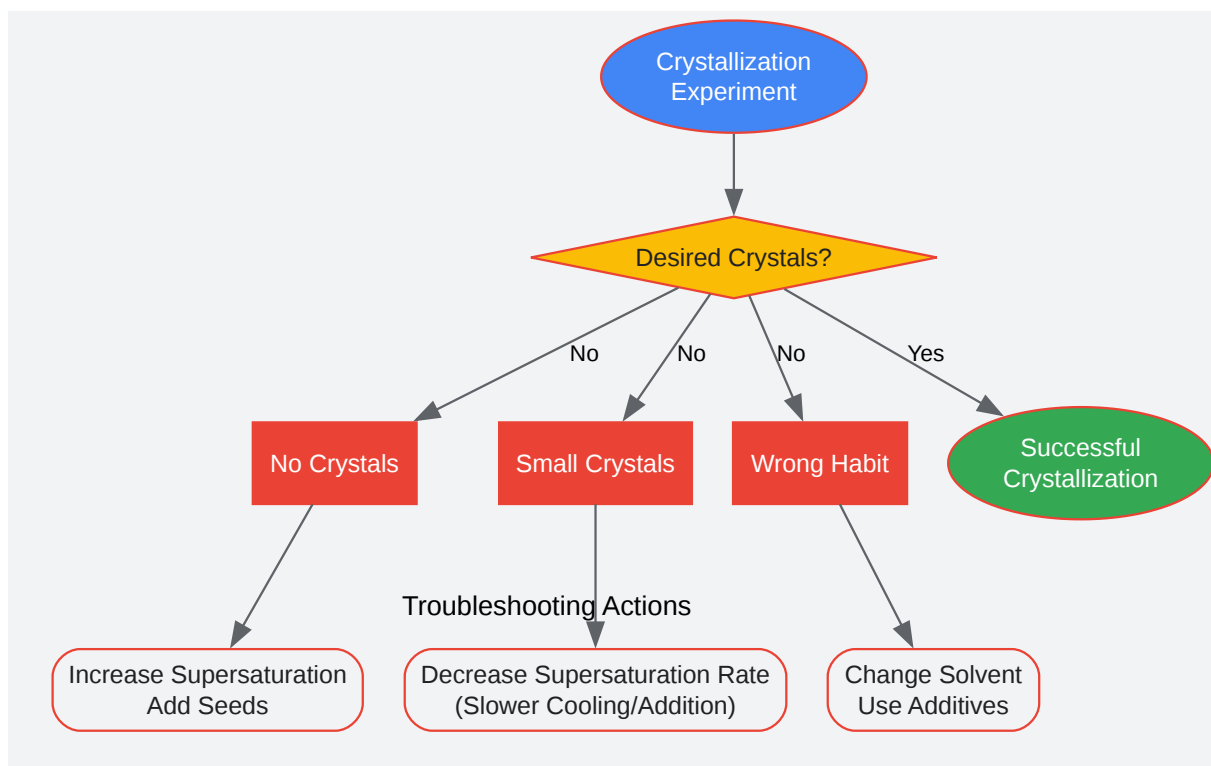 Crystallization
Experiment
Desired Crystals?
No
No
No
Yes
No Crystals
Small Crystals
Wrong Habit
Successful
Crystallization
Troubleshooting Actions
Increase Supersaturation
Add Seeds
Decrease Supersaturation Rate
(Slower Cooling/Addition)
Change Solvent
Use Additives